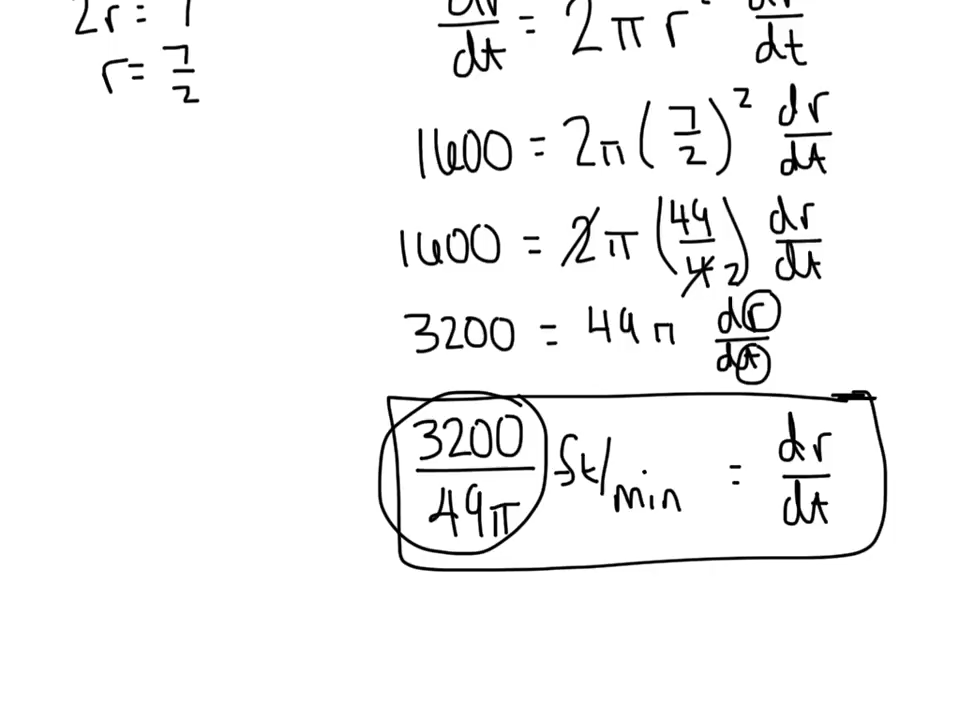 2r = 7
r = 7/2
dV/dt = 2πr² dr/dt
1600 = 2π(7/2)² dr/dt
1600 = 2π(49/4 2) dr/dt
3200 = 49π dr/dt
3200/49π ft/min = dr/dt